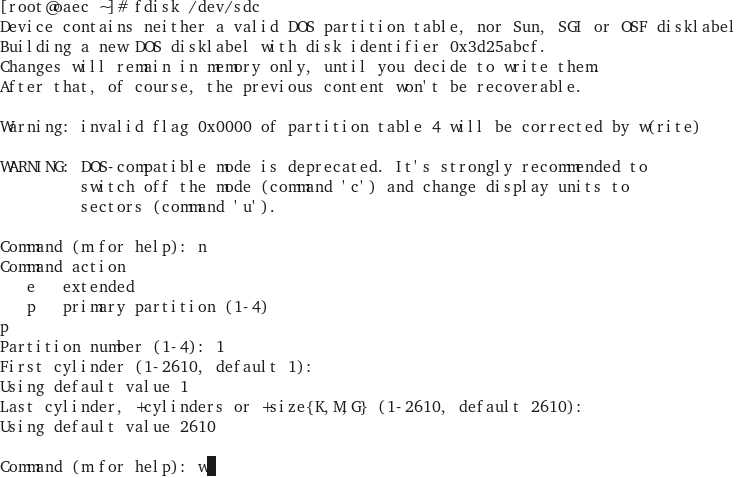 [root@oaec ~]# fdisk /dev/sdc
Device contains neither a valid DOS partition table, nor Sun, SGI or OSF disklabel
Building a new DOS disklabel with disk identifier 0x3d25abcf.
Changes will remain in memory only, until you decide to write them.
After that, of course, the previous content won't be recoverable.
Warning: invalid flag 0x0000 of partition table 4 will be corrected by w(rite)
WARNING: DOS-compatible mode is deprecated. It's strongly recommended to
switch off the mode (command 'c') and change display units to
sectors (command 'u').
Command (m for help): n
Command action
e   extended
p   primary partition (1-4)
p
Partition number (1-4): 1
First cylinder (1-2610, default 1):
Using default value 1
Last cylinder, +cylinders or +size{K,M,G} (1-2610, default 2610):
Using default value 2610
Command (m for help): w